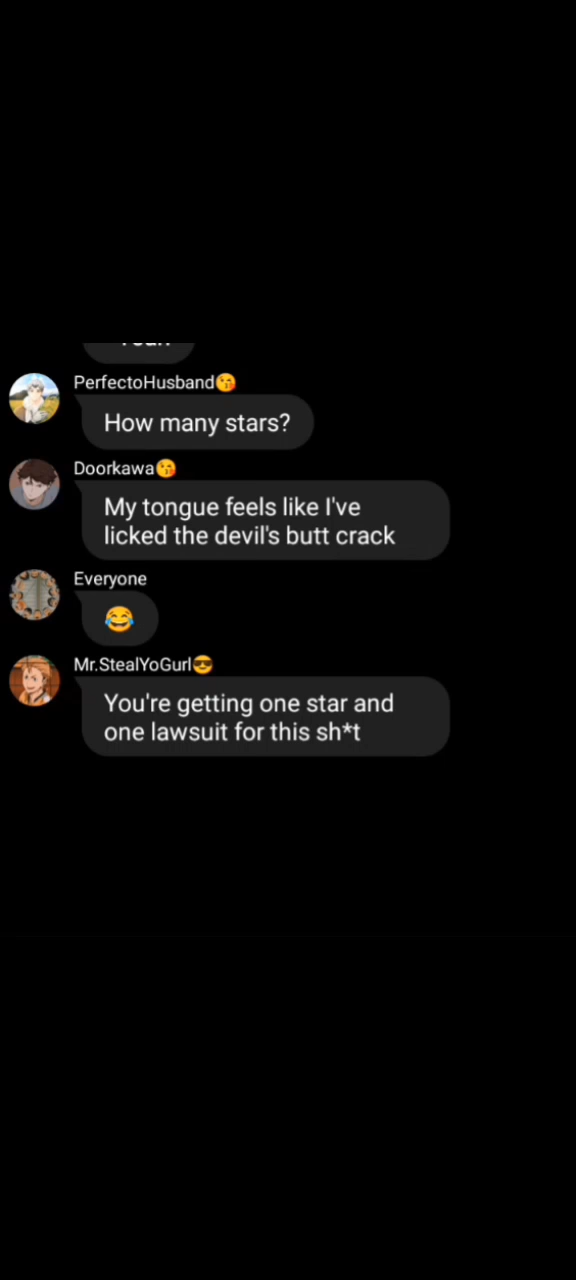 PerfectoHusband😘
How many stars?
Doorkawa😘
My tongue feels like I've
licked the devil's butt crack
Everyone
😂
Mr.StealYoGurl😎
You're getting one star and
one lawsuit for this sh*t